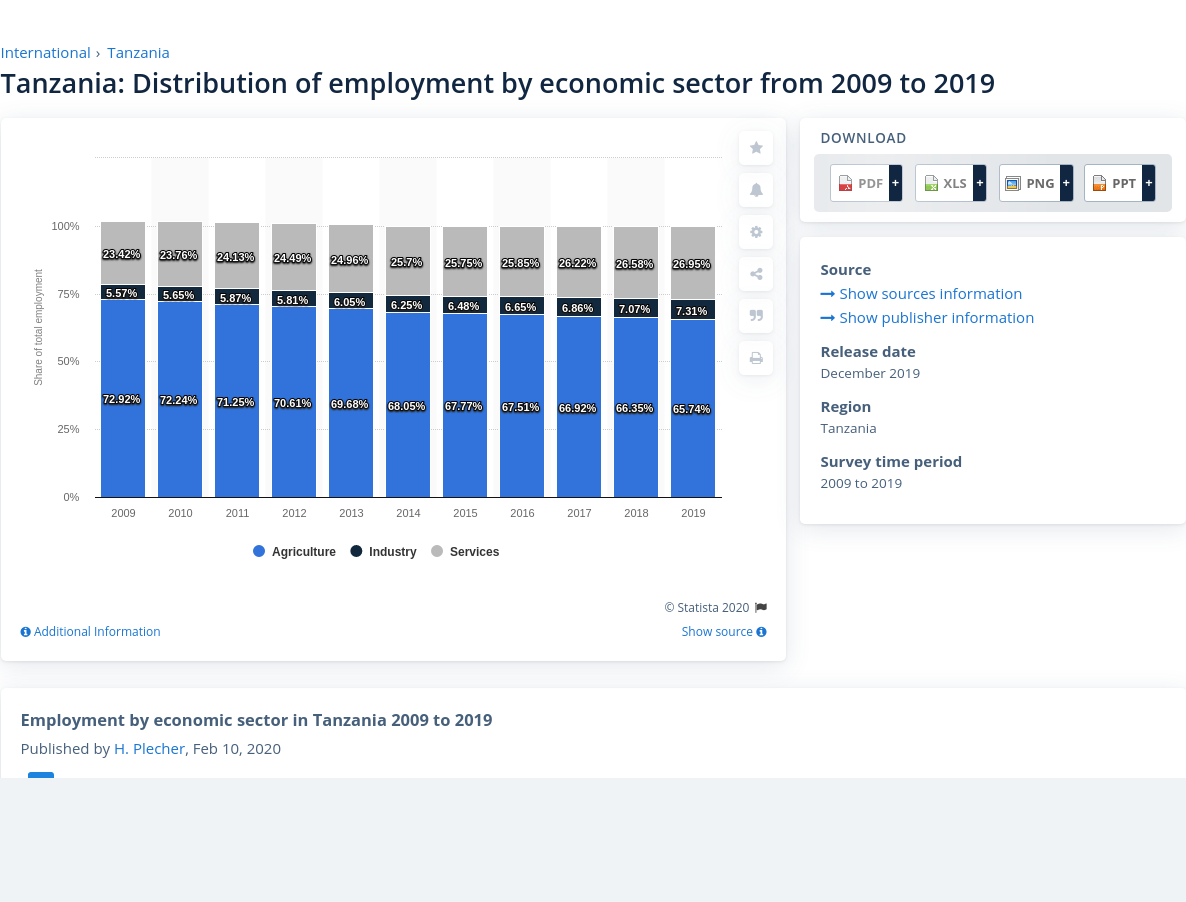 International › Tanzania
Tanzania: Distribution of employment by economic sector from 2009 to 2019
DOWNLOAD
PDF +
XLS +
PNG +
PPT +
Share of total employment
100%
75%
50%
25%
0%
23.42% 23.76% 24.13% 24.49% 24.96% 25.7% 25.75% 25.85% 26.22% 26.58% 26.95%
5.57% 5.65% 5.87% 5.81% 6.05% 6.25% 6.48% 6.65% 6.86% 7.07% 7.31%
72.92% 72.24% 71.25% 70.61% 69.68% 68.05% 67.77% 67.51% 66.92% 66.35% 65.74%
2009 2010 2011 2012 2013 2014 2015 2016 2017 2018 2019
Agriculture Industry Services
© Statista 2020
Additional Information
Show source
Source
Show sources information
Show publisher information
Release date
December 2019
Region
Tanzania
Survey time period
2009 to 2019
Employment by economic sector in Tanzania 2009 to 2019
Published by H. Plecher, Feb 10, 2020